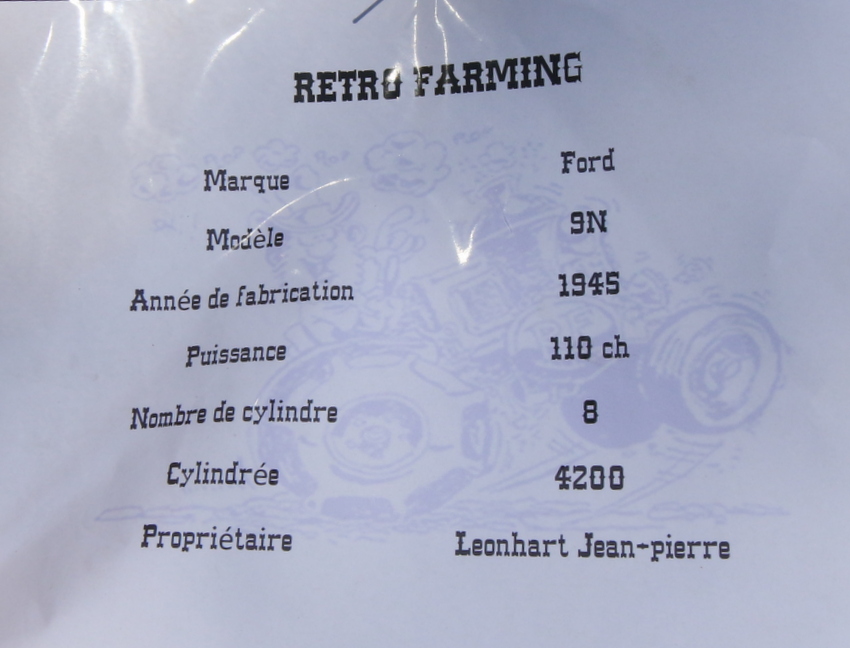 RETRO FARMING
Marque Ford
Modèle 9N
Année de fabrication 1945
Puissance 110 ch
Nombre de cylindre 8
Cylindrée 4200
Propriétaire Leonhart Jean-pierre